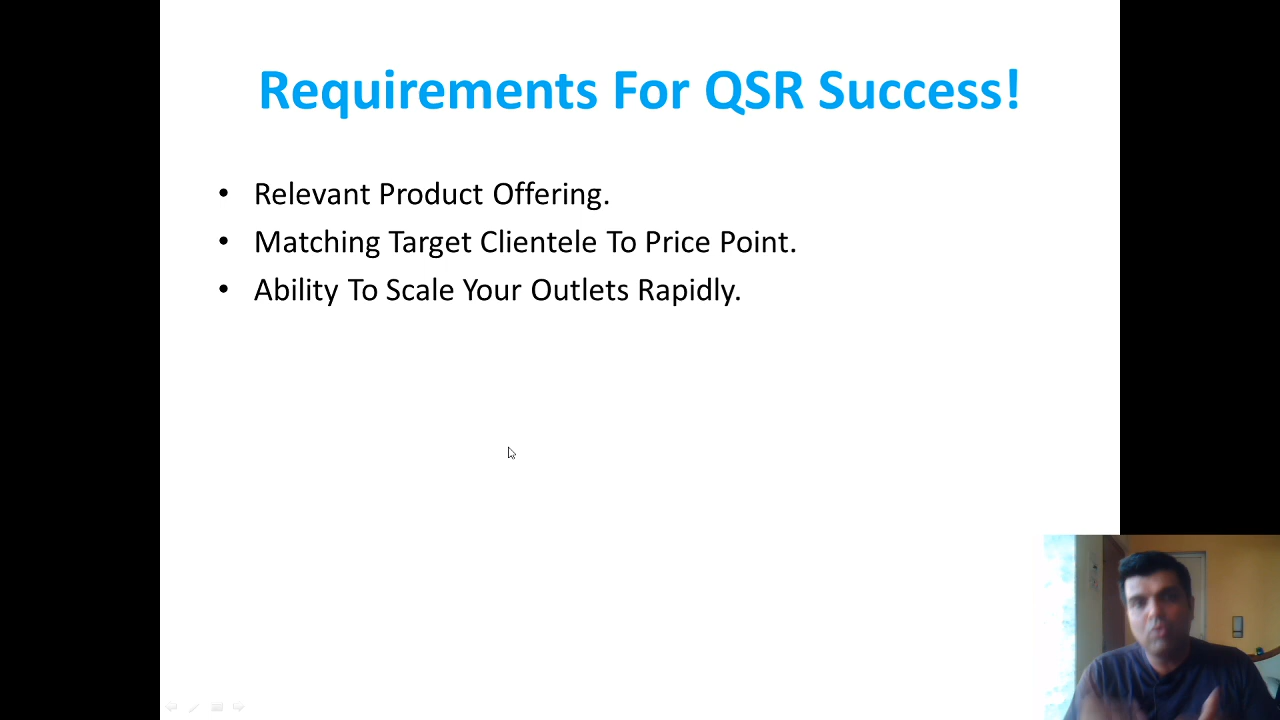 Requirements For QSR Success!
• Relevant Product Offering.
• Matching Target Clientele To Price Point.
• Ability To Scale Your Outlets Rapidly.